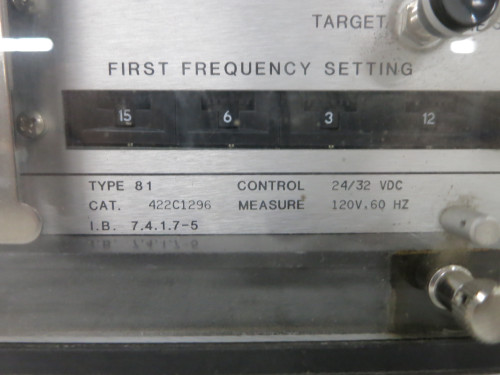 TARGET
FIRST FREQUENCY SETTING
15 6 3 12
TYPE 81 CONTROL 24/32 VDC
CAT. 422C1296 MEASURE 120V.60 HZ
I.B. 7.4.1.7-5